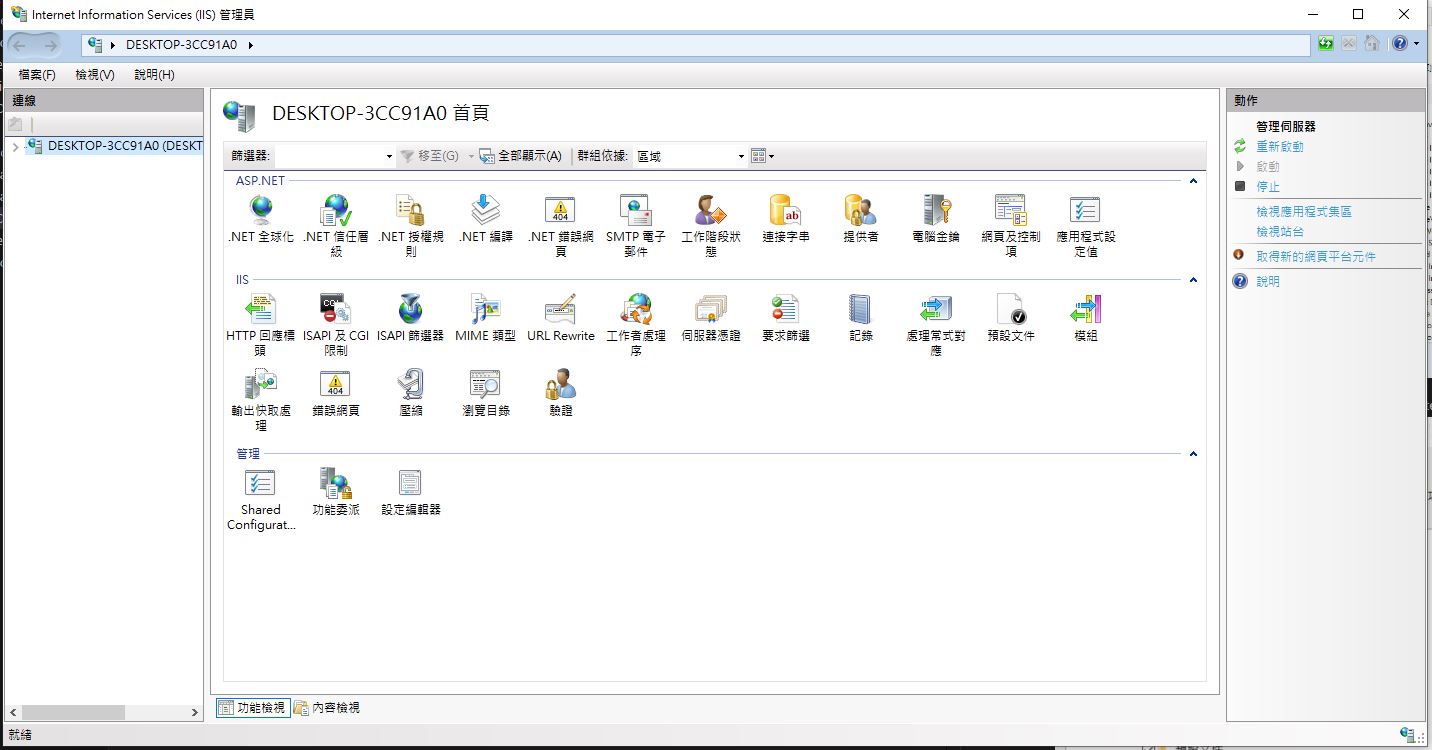 Internet Information Services (IIS) 管理員
DESKTOP-3CC91A0
檔案(F) 檢視(V) 說明(H)
連線
DESKTOP-3CC91A0 (DESKT
DESKTOP-3CC91A0 首頁
篩選器: 移至(G) 全部顯示(A) 群組依據: 區域
ASP.NET
.NET 全球化 .NET 信任層級 .NET 授權規則 .NET 編譯 .NET 錯誤網頁 SMTP 電子郵件 工作階段狀態 連接字串 提供者 電腦金鑰 網頁及控制項 應用程式設定值
IIS
HTTP 回應標頭 ISAPI 及 CGI 限制 ISAPI 篩選器 MIME 類型 URL Rewrite 工作者處理序 伺服器憑證 要求篩選 記錄 處理常式對應 預設文件 模組
輸出快取處理 錯誤網頁 壓縮 瀏覽目錄 驗證
管理
Shared Configurat... 功能委派 設定編輯器
功能檢視 內容檢視
動作
管理伺服器
重新啟動
啟動
停止
檢視應用程式集區
檢視站台
取得新的網頁平台元件
說明
就緒